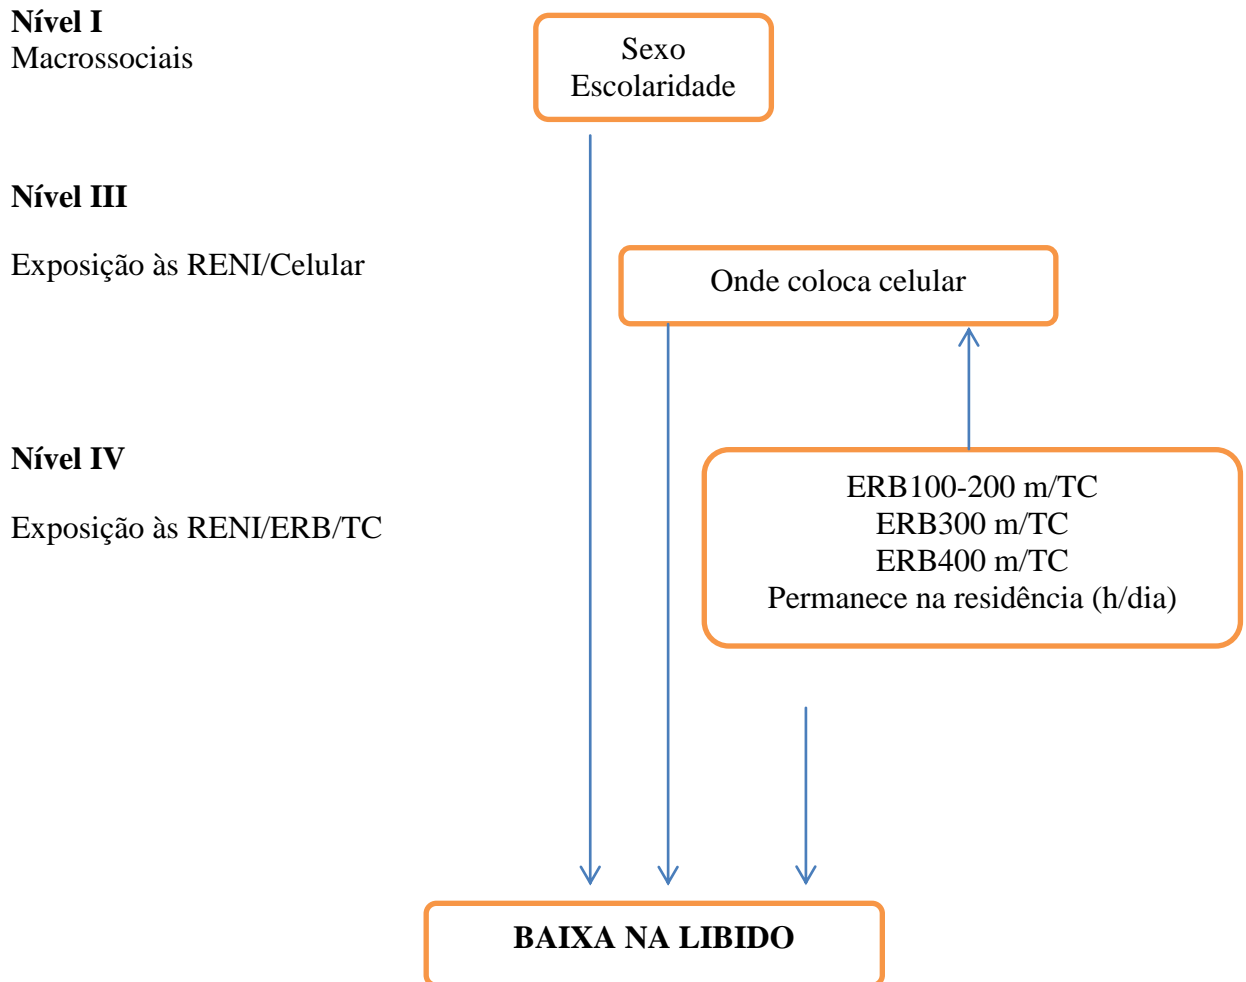 Nível I
Macrossociais
Sexo
Escolaridade
Nível III
Exposição às RENI/Celular
Onde coloca celular
Nível IV
Exposição às RENI/ERB/TC
ERB100-200 m/TC
ERB300 m/TC
ERB400 m/TC
Permanece na residência (h/dia)
BAIXA NA LIBIDO